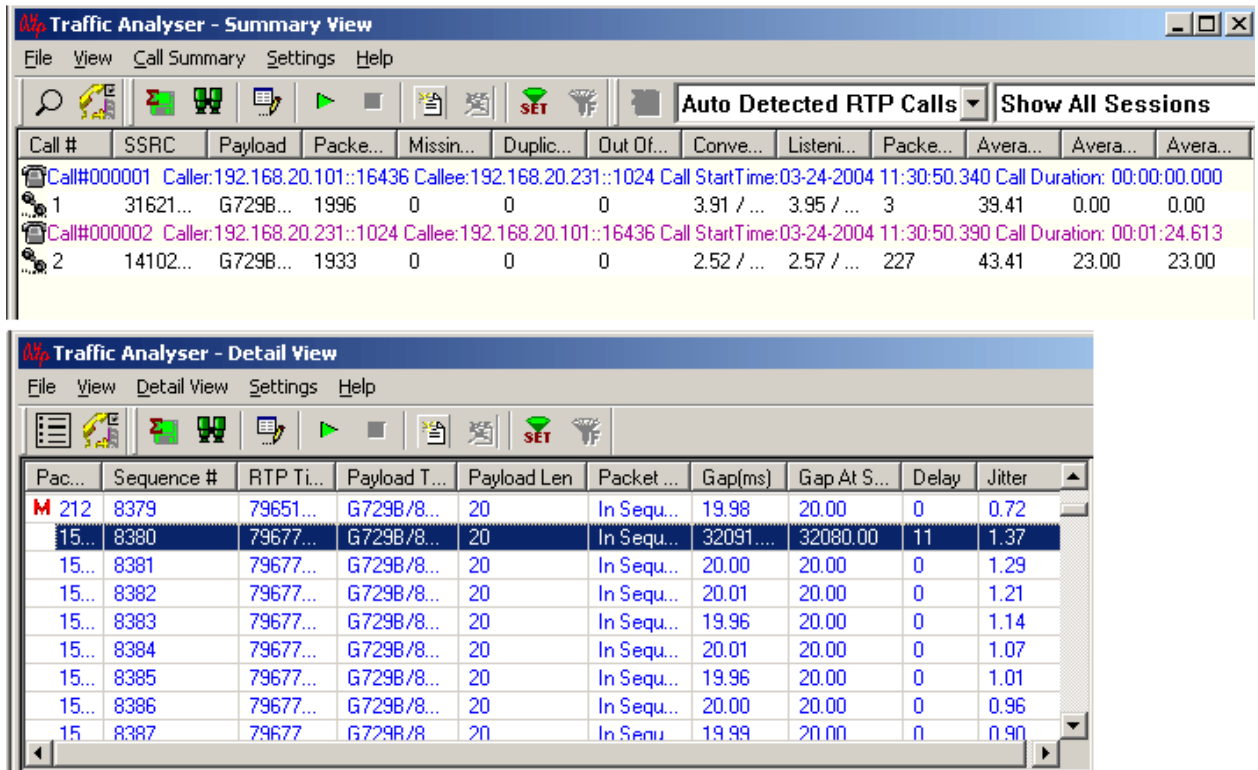 Traffic Analyser - Summary View
File View Call Summary Settings Help
SET Auto Detected RTP Calls Show All Sessions
Call # SSRC Payload Packe... Missin... Duplic... Out Of... Conve... Listeni... Packe... Avera... Avera... Avera...
Call#000001 Caller:192.168.20.101::16436 Callee:192.168.20.231::1024 Call StartTime:03-24-2004 11:30:50.340 Call Duration: 00:00:00.000
1 31621... G729B... 1996 0 0 0 3.91 / ... 3.95 / ... 3 39.41 0.00 0.00
Call#000002 Caller:192.168.20.231::1024 Callee:192.168.20.101::16436 Call StartTime:03-24-2004 11:30:50.390 Call Duration: 00:01:24.613
2 14102... G729B... 1933 0 0 0 2.52 / ... 2.57 / ... 227 43.41 23.00 23.00
Traffic Analyser - Detail View
File View Detail View Settings Help
SET
Pac... Sequence # RTP Ti... Payload T... Payload Len Packet ... Gap(ms) Gap At S... Delay Jitter
M 212 8379 79651... G729B/8... 20 In Sequ... 19.98 20.00 0 0.72
15... 8380 79677... G729B/8... 20 In Sequ... 32091.... 32080.00 11 1.37
15... 8381 79677... G729B/8... 20 In Sequ... 20.00 20.00 0 1.29
15... 8382 79677... G729B/8... 20 In Sequ... 20.01 20.00 0 1.21
15... 8383 79677... G729B/8... 20 In Sequ... 19.96 20.00 0 1.14
15... 8384 79677... G729B/8... 20 In Sequ... 20.01 20.00 0 1.07
15... 8385 79677... G729B/8... 20 In Sequ... 19.96 20.00 0 1.01
15... 8386 79677... G729B/8... 20 In Sequ... 20.00 20.00 0 0.96
15... 8387 79677... G729B/8... 20 In Sequ... 19.99 20.00 0 0.90